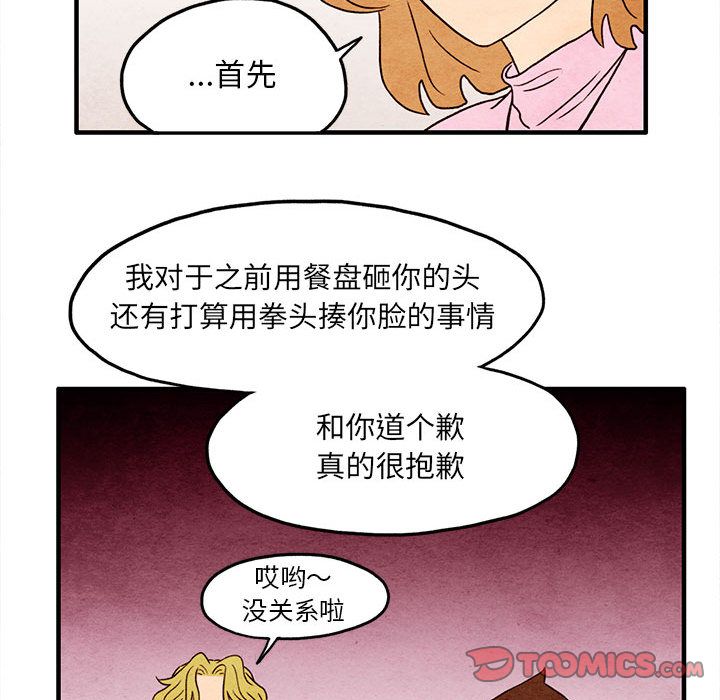 ...首先
我对于之前用餐盘砸你的头
还有打算用拳头揍你脸的事情
和你道个歉
真的很抱歉
哎哟～
没关系啦
TOOMICS.COM